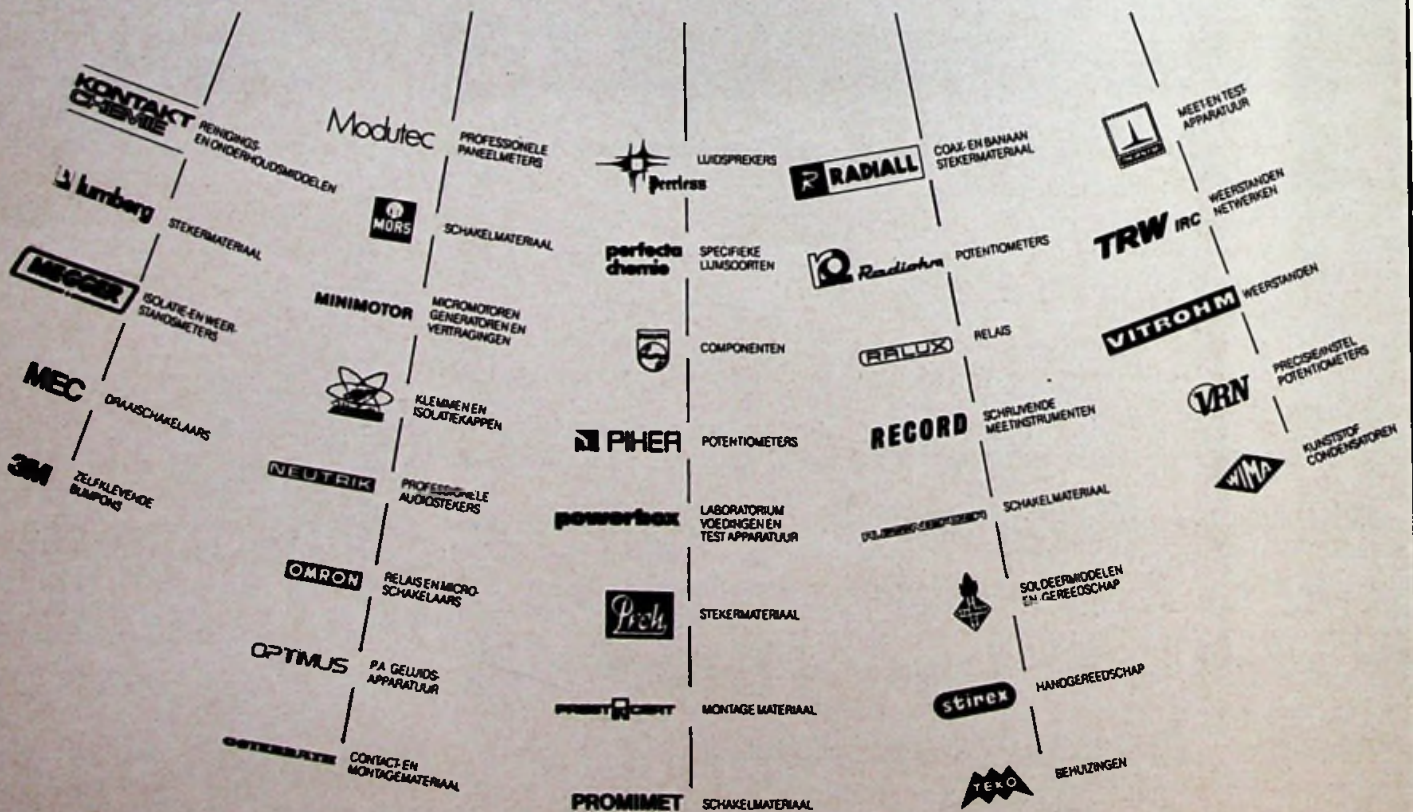 KONTAKT
CHEMIE
REINIGINGS-
EN ONDERHOUDSMIDDELEN
lumberg
STEKERMATERIAAL
MEGGER
ISOLATIE- EN WEER-
STANDSMETERS
MEC
DRAAISCHAKELAARS
3M
ZELFKLEVENDE
BUMPONS
Modutec
PROFESSIONELE
PANEELMETERS
MORS
SCHAKELMATERIAAL
MINIMOTOR
MICROMOTOREN
GENERATOREN EN
VERTRAGINGEN
KLEMMEN EN
ISOLATIEKAPPEN
NEUTRIK
PROFESSIONELE
AUDIOSTEKERS
OMRON
RELAIS EN MICRO-
SCHAKELAARS
OPTIMUS
P.A. GELUIDS-
APPARATUUR
OSTERRATH
CONTACT- EN
MONTAGEMATERIAAL
Peerless
LUIDSPREKERS
perfecta
chemie
SPECIFIEKE
LIJMSOORTEN
COMPONENTEN
PIHER
POTENTIOMETERS
powerbox
LABORATORIUM
VOEDINGEN EN
TEST APPARATUUR
Preh
STEKERMATERIAAL
MONTAGE MATERIAAL
PROMIMET
SCHAKELMATERIAAL
R RADIALL
COAX- EN BANAAN
STEKERMATERIAAL
Radiohm
POTENTIOMETERS
RALUX
RELAIS
RECORD
SCHRIJVENDE
MEETINSTRUMENTEN
SCHAKELMATERIAAL
SOLDEERMIDDELEN
EN -GEREEDSCHAP
stirex
HANDGEREEDSCHAP
TEKO
BEHUIZINGEN
MEET- EN TEST-
APPARATUUR
TRW IRC
WEERSTANDEN
NETWERKEN
VITROHM
WEERSTANDEN
VRN
PRECISIE/INSTEL
POTENTIOMETERS
WIMA
KUNSTSTOF
CONDENSATOREN